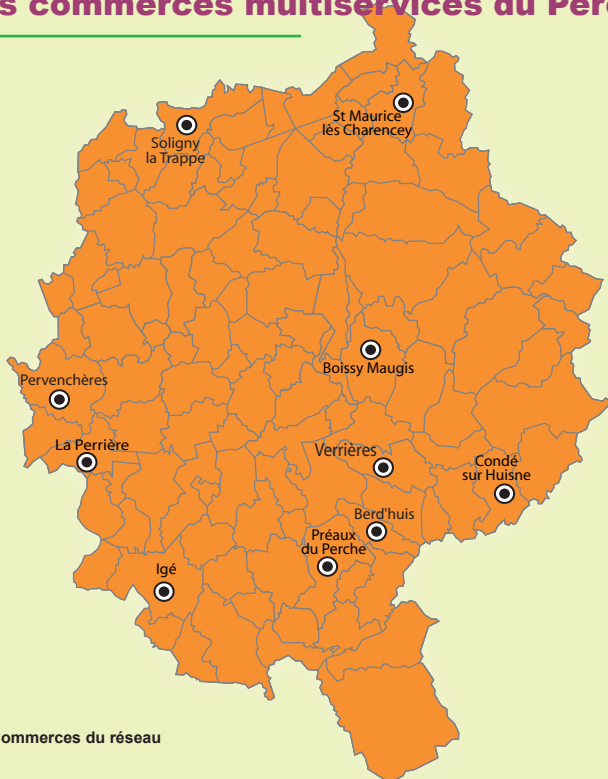 s commerces multiservices du Perc
St Maurice
lès Charencey
Soligny
la Trappe
Boissy Maugis
Pervenchères
La Perrière
Verrières
Condé
sur Huisne
Berd'huis
Préaux
du Perche
Igé
ommerces du réseau